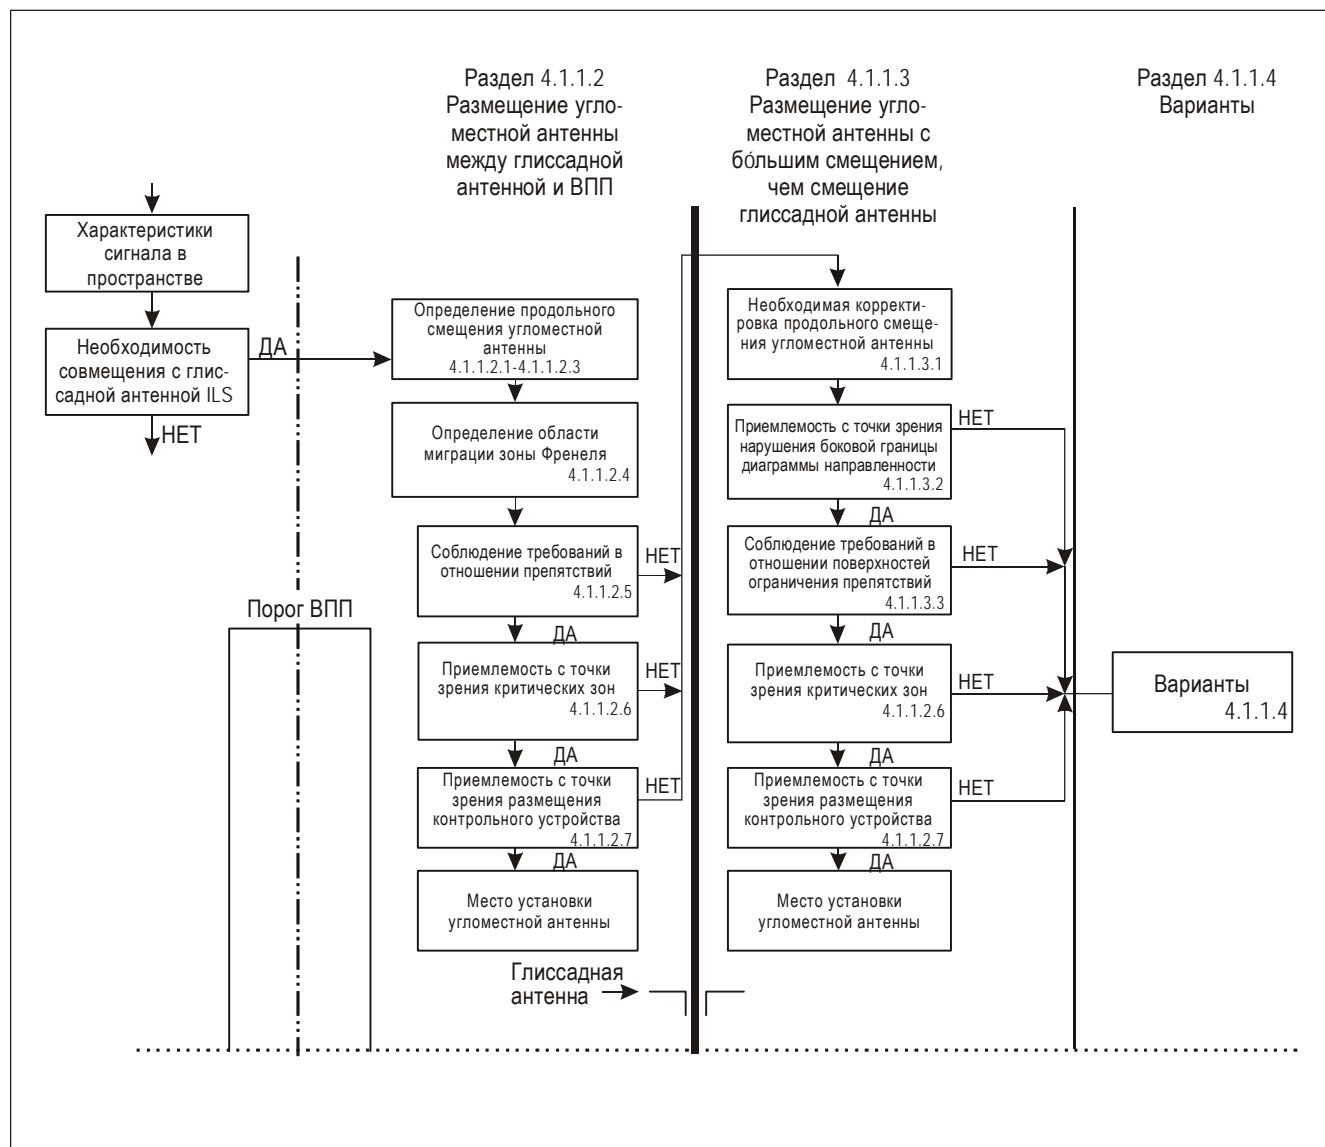 Раздел 4.1.1.2
Размещение угло-
местной антенны
между глиссадной
антенной и ВПП
Раздел 4.1.1.3
Размещение угло-
местной антенны с
бо́льшим смещением,
чем смещение
глиссадной антенны
Раздел 4.1.1.4
Варианты
Характеристики
сигнала в
пространстве
Необходимость
совмещения с глис-
садной антенной ILS
ДА
НЕТ
Порог ВПП
Определение продольного
смещения угломестной
антенны
4.1.1.2.1-4.1.1.2.3
Определение области
миграции зоны Френеля
4.1.1.2.4
Соблюдение требований в
отношении препятствий
4.1.1.2.5
НЕТ
ДА
Приемлемость с точки
зрения критических зон
4.1.1.2.6
НЕТ
ДА
Приемлемость с точки
зрения размещения
контрольного устройства
4.1.1.2.7
НЕТ
ДА
Место установки
угломестной антенны
Глиссадная
антенна
Необходимая корректи-
ровка продольного смеще-
ния угломестной антенны
4.1.1.3.1
Приемлемость с точки зрения
нарушения боковой границы
диаграммы направленности
4.1.1.3.2
НЕТ
ДА
Соблюдение требований в
отношении поверхностей
ограничения препятствий
4.1.1.3.3
НЕТ
ДА
Приемлемость с точки
зрения критических зон
4.1.1.2.6
НЕТ
ДА
Приемлемость с точки
зрения размещения
контрольного устройства
4.1.1.2.7
НЕТ
ДА
Место установки
угломестной антенны
Варианты
4.1.1.4